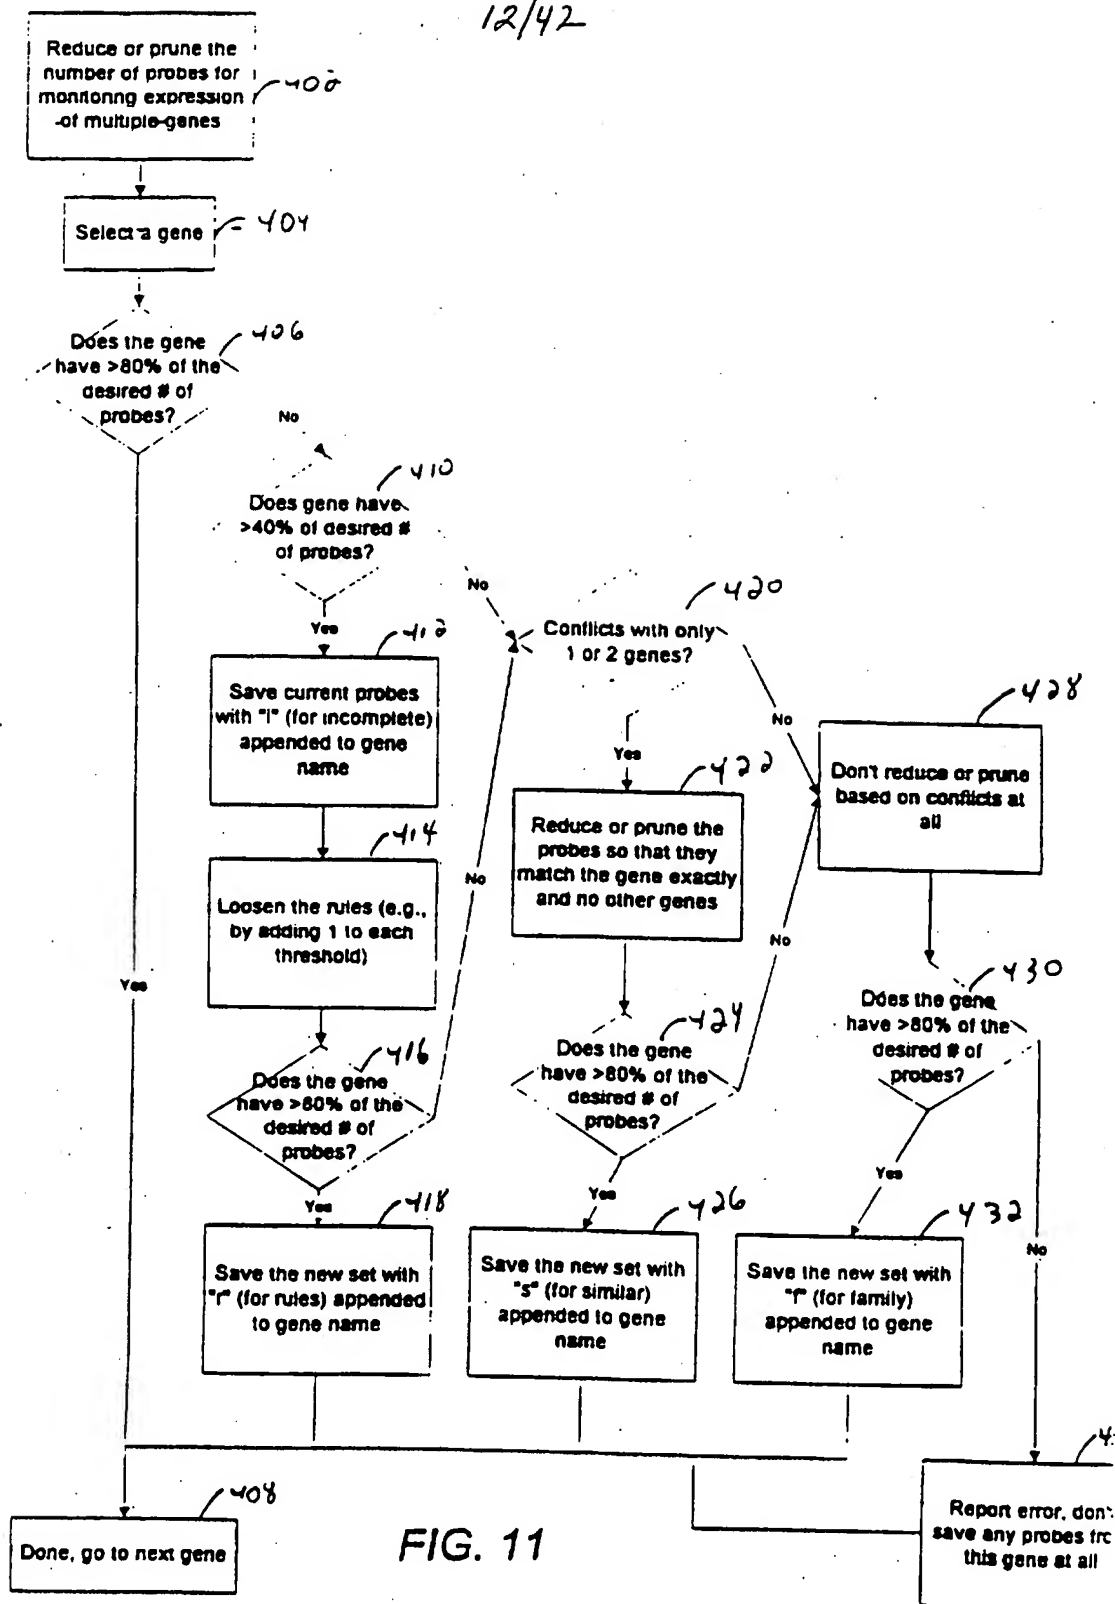 12/42
Reduce or prune the
number of probes for
monitoring expression
of multiple genes
402
Select a gene
404
Does the gene
have >80% of the
desired # of
probes?
406
No
Does gene have
>40% of desired #
of probes?
410
Yes
No
Save current probes
with "i" (for incomplete)
appended to gene
name
412
Loosen the rules (e.g.,
by adding 1 to each
threshold)
414
Yes
No
Does the gene
have >80% of the
desired # of
probes?
416
Yes
Save the new set with
"r" (for rules) appended
to gene name
418
Conflicts with only
1 or 2 genes?
420
Yes
No
Reduce or prune the
probes so that they
match the gene exactly
and no other genes
422
No
Does the gene
have >80% of the
desired # of
probes?
424
Yes
Save the new set with
"s" (for similar)
appended to gene
name
426
Don't reduce or prune
based on conflicts at
all
428
Does the gene
have >80% of the
desired # of
probes?
430
Yes
No
Save the new set with
"f" (for family)
appended to gene
name
432
Report error, don't
save any probes
this gene at all
Done, go to next gene
408
FIG. 11